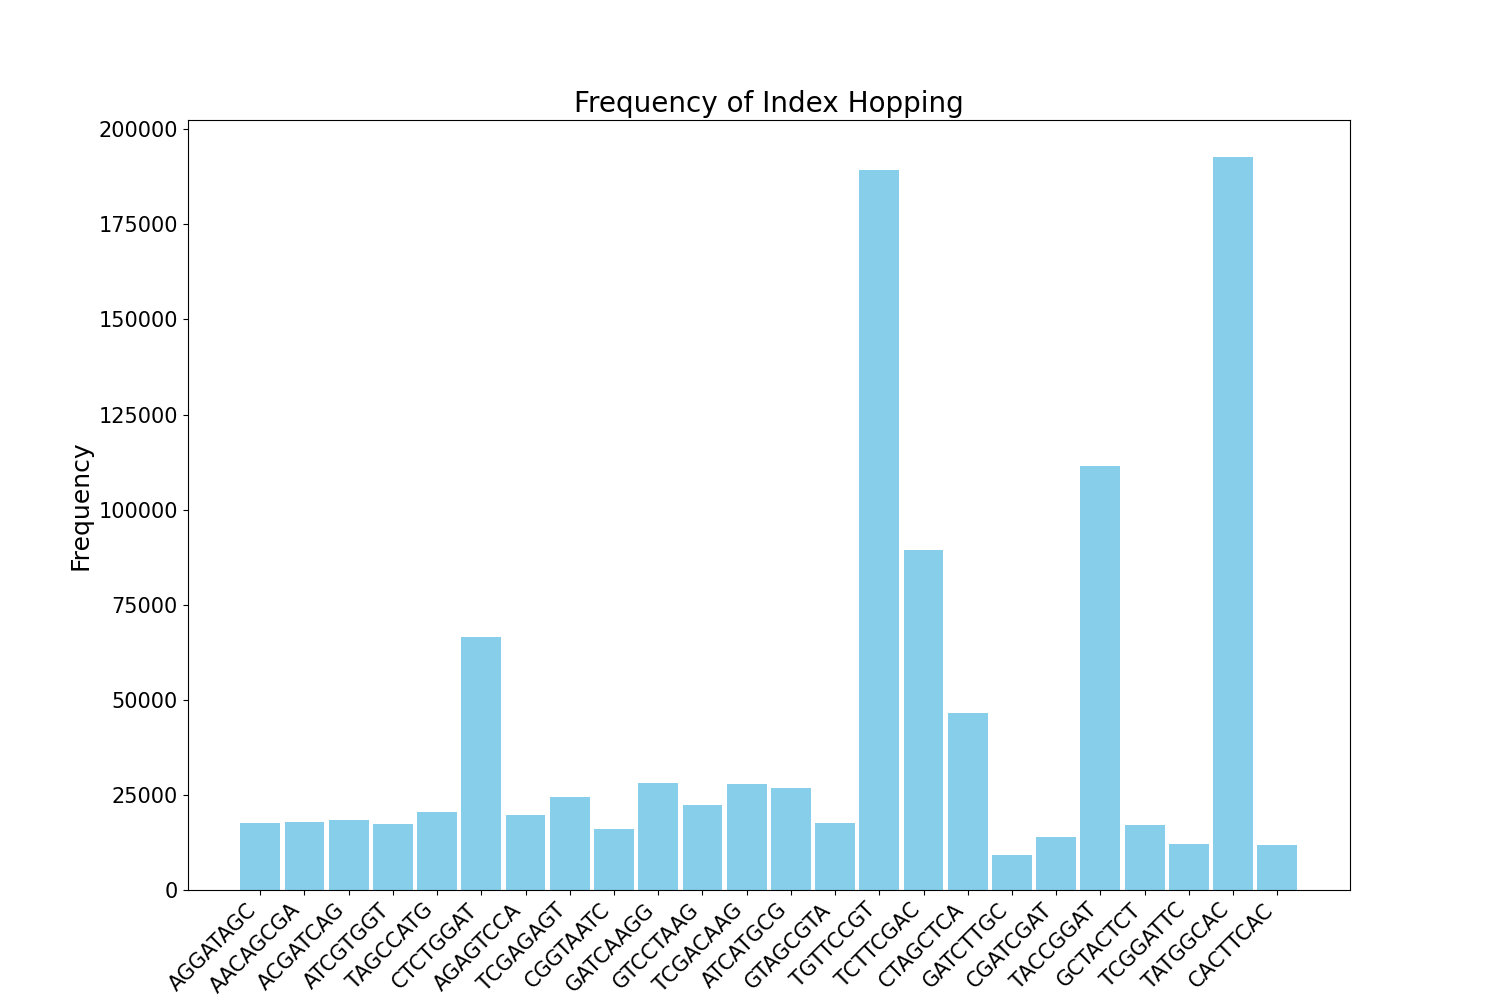 Frequency of Index Hopping
Frequency
200000
175000
150000
125000
100000
75000
50000
25000
0
AGGATAGC
AACAGCGA
ACGATCAG
ATCGTGGT
TAGCCATG
CTCTGGAT
AGAGTCCA
TCGAGAGT
CGGTAATC
GATCAAGG
GTCCTAAG
TCGACAAG
ATCATGCG
GTAGCGTA
TGTTCCGT
TCTTCGAC
CTAGCTCA
GATCTTGC
CGATCGAT
TACCGGAT
GCTACTCT
TCGGATTC
TATGGCAC
CACTTCAC